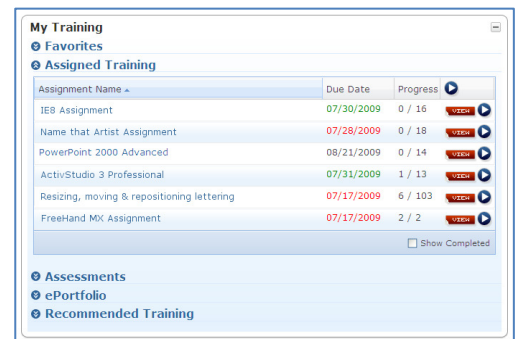 My Training
Favorites
Assigned Training
Assignment Name Due Date Progress
IE8 Assignment 07/30/2009 0 / 16 VIEW
Name that Artist Assignment 07/28/2009 0 / 18 VIEW
PowerPoint 2000 Advanced 08/21/2009 0 / 14 VIEW
ActivStudio 3 Professional 07/31/2009 1 / 13 VIEW
Resizing, moving & repositioning lettering 07/17/2009 6 / 103 VIEW
FreeHand MX Assignment 07/17/2009 2 / 2 VIEW
Show Completed
Assessments
ePortfolio
Recommended Training